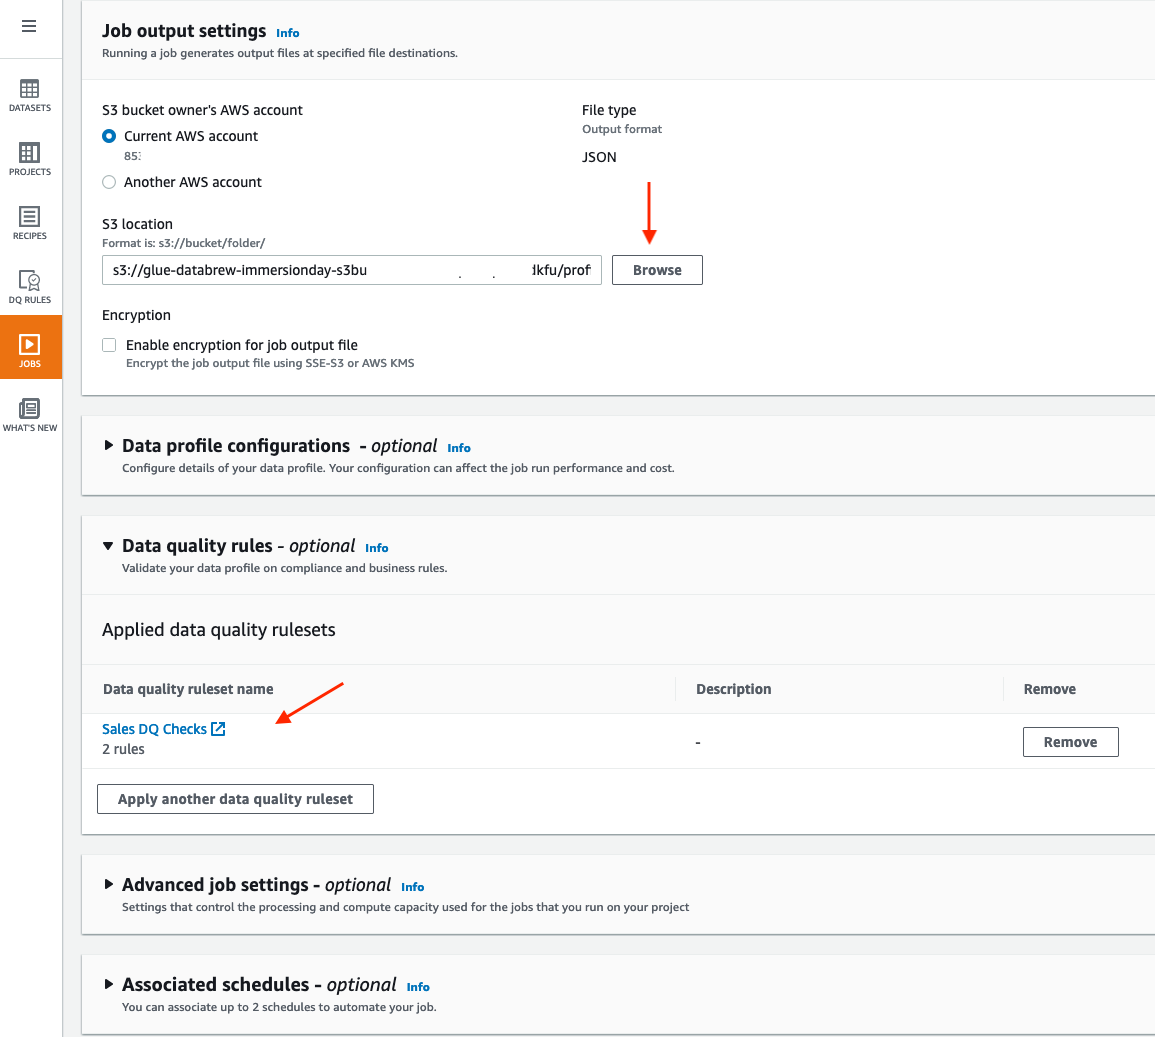 Job output settings Info
Running a job generates output files at specified file destinations.
DATASETS
PROJECTS
RECIPES
DQ RULES
JOBS
WHAT'S NEW
S3 bucket owner's AWS account
Current AWS account
853
Another AWS account
File type
Output format
JSON
S3 location
Format is: s3://bucket/folder/
s3://glue-databrew-immersionday-s3bu dkfu/prof
Browse
Encryption
Enable encryption for job output file
Encrypt the job output file using SSE-S3 or AWS KMS
Data profile configurations - optional Info
Configure details of your data profile. Your configuration can affect the job run performance and cost.
Data quality rules - optional Info
Validate your data profile on compliance and business rules.
Applied data quality rulesets
Data quality ruleset name Description Remove
Sales DQ Checks
2 rules
- Remove
Apply another data quality ruleset
Advanced job settings - optional Info
Settings that control the processing and compute capacity used for the jobs that you run on your project
Associated schedules - optional Info
You can associate up to 2 schedules to automate your job.